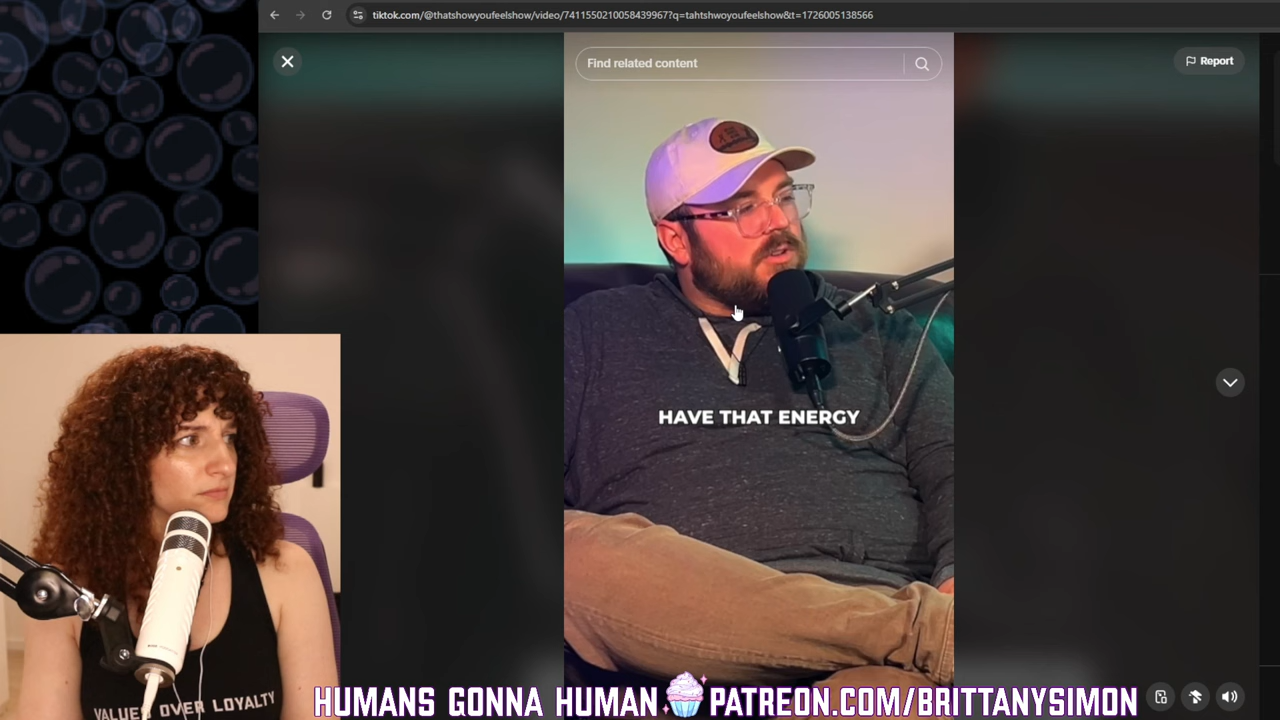 tiktok.com/@thatshowyoufeelshow/video/7411550210058439967?q=tahtshwoyoufeelshow&t=1726005138566
Find related content
Report
HAVE THAT ENERGY
VALUES OVER LOYALTY
HUMANS GONNA HUMAN PATREON.COM/BRITTANYSIMON